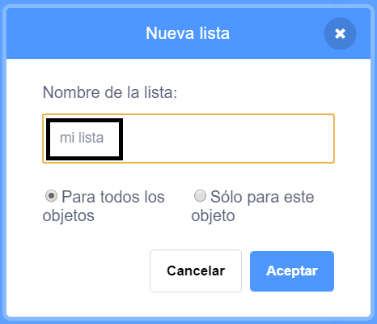 Nueva lista
Nombre de la lista:
mi lista
Para todos los objetos
Sólo para este objeto
Cancelar
Aceptar